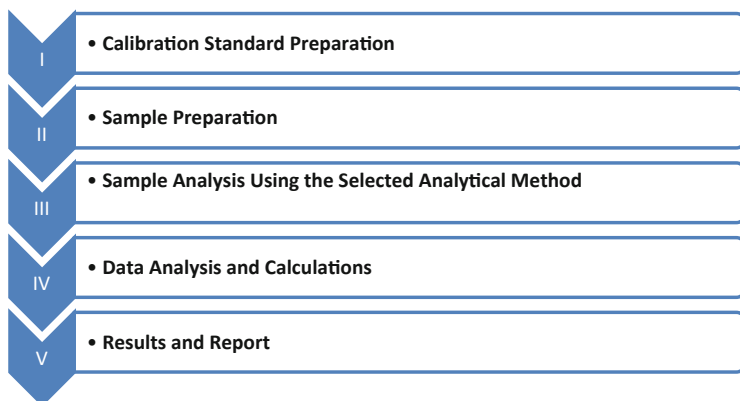 I
• Calibration Standard Preparation
II
• Sample Preparation
III
• Sample Analysis Using the Selected Analytical Method
IV
• Data Analysis and Calculations
V
• Results and Report